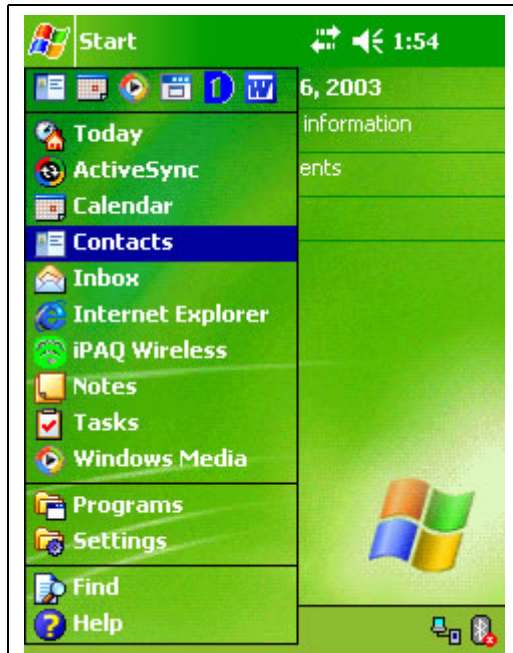 Start 1:54
6, 2003
information
Today
ents
ActiveSync
Calendar
Contacts
Inbox
Internet Explorer
iPAQ Wireless
Notes
Tasks
Windows Media
Programs
Settings
Find
Help